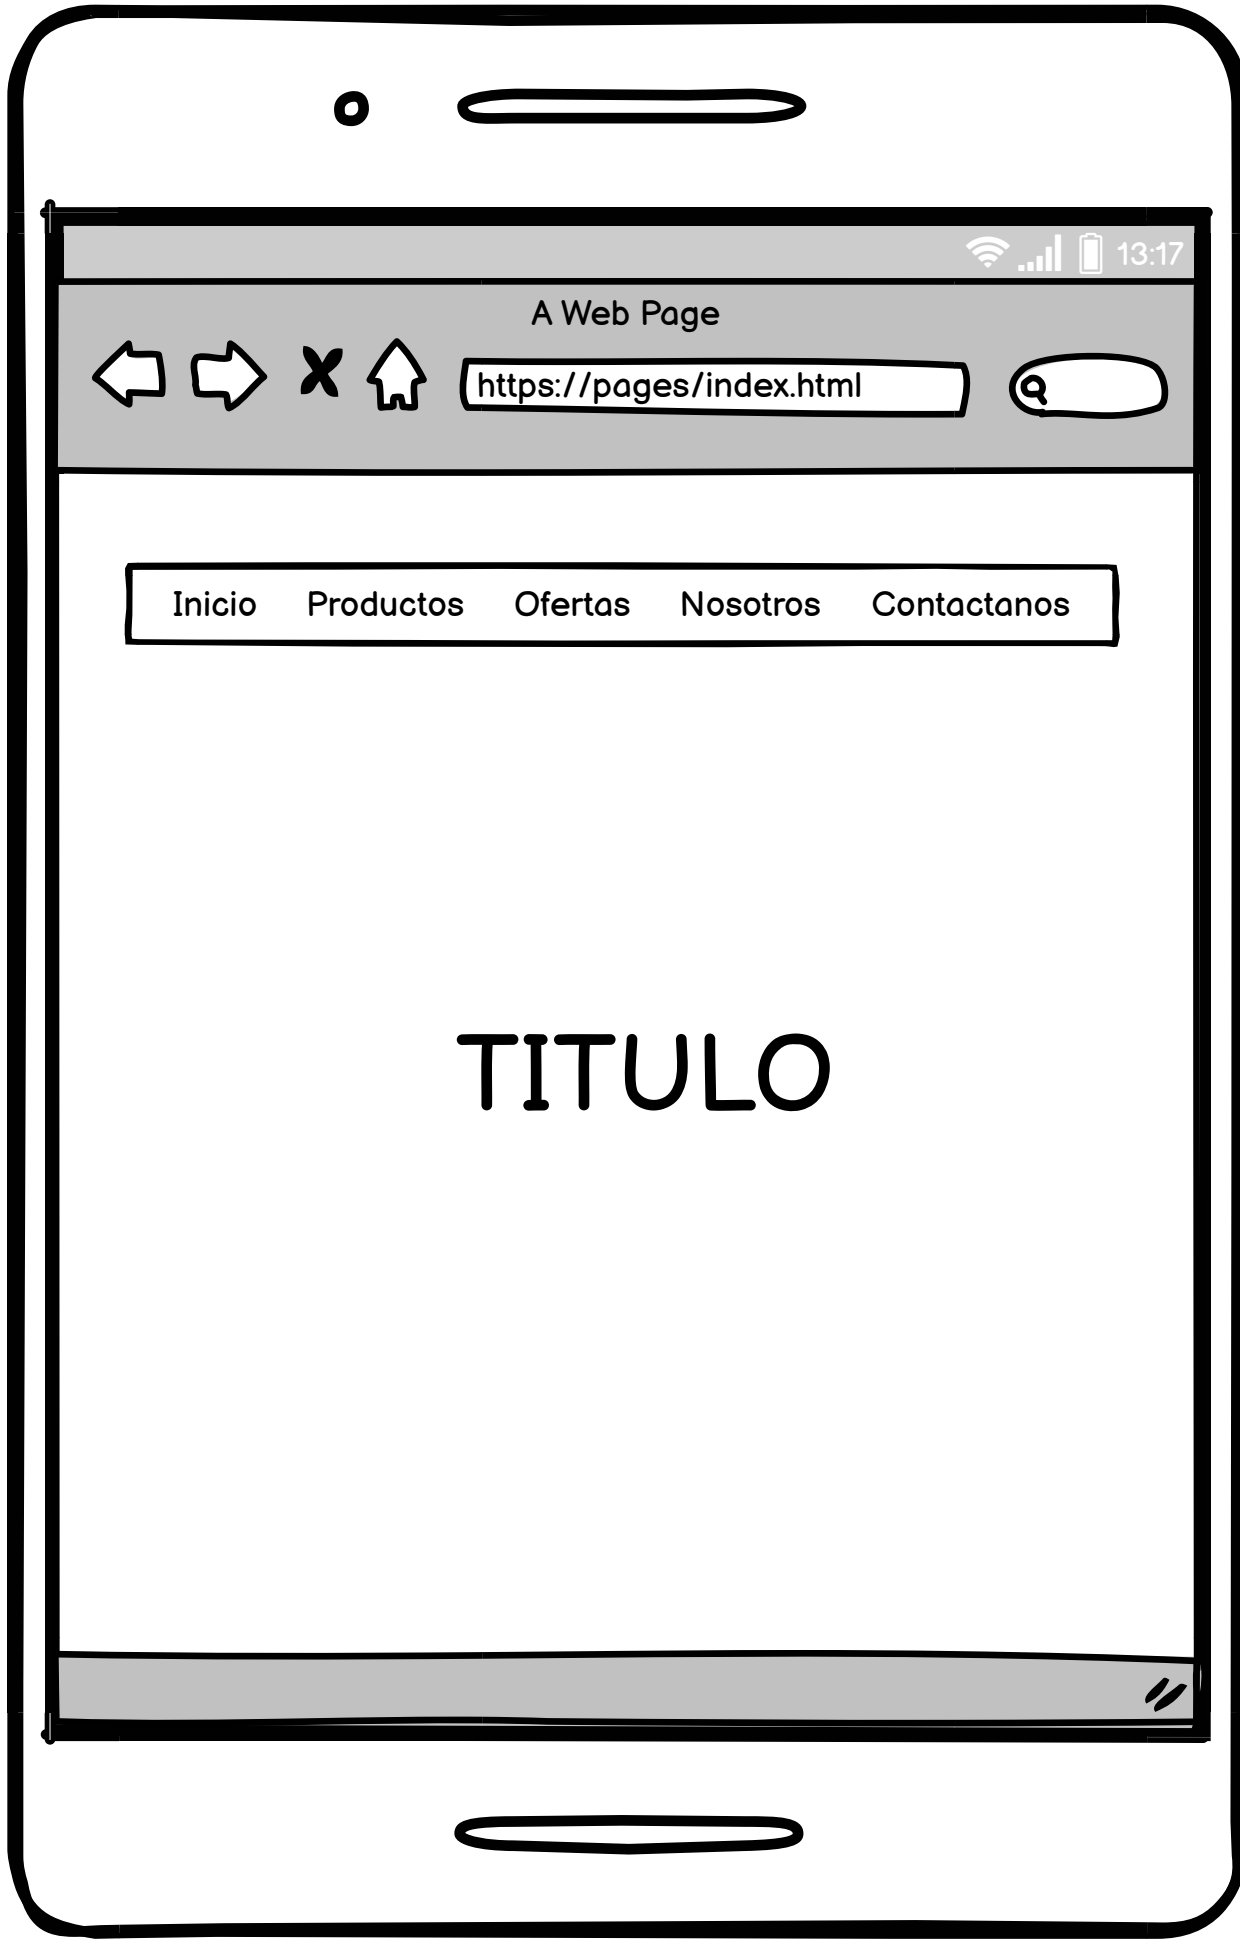 13:17
A Web Page
https://pages/index.html
Inicio Productos Ofertas Nosotros Contactanos
TITULO